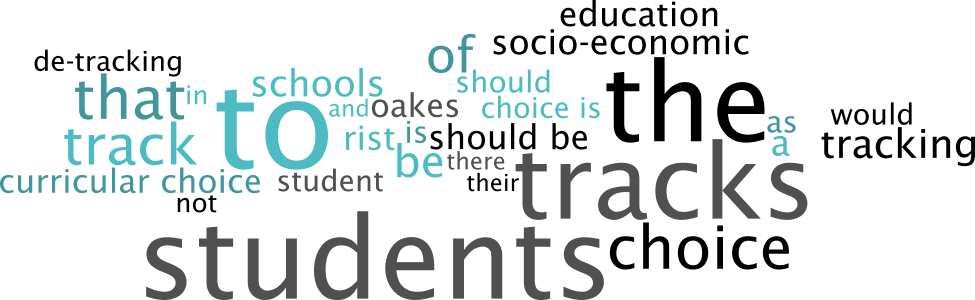 education
socio-economic
de-tracking
of
the
that
in
schools
should
to
and
oakes
choice is
would
track
rist
is
should be
as
a
tracking
be
there
tracks
curricular choice
student
their
not
students
choice